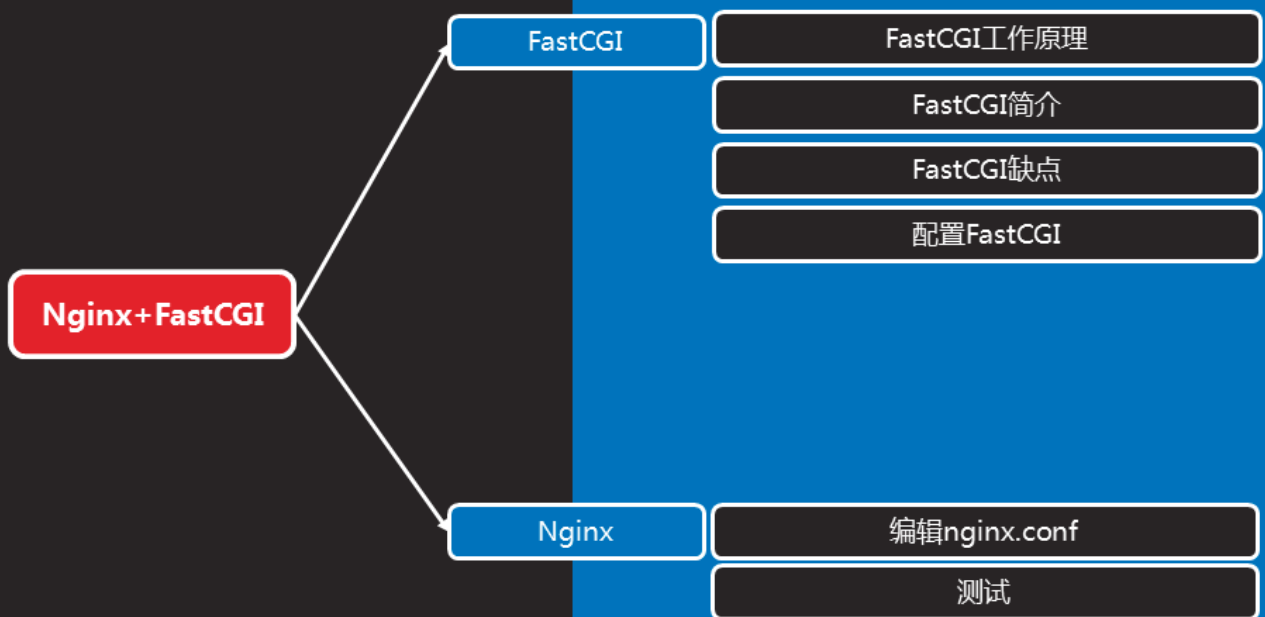 FastCGI
FastCGI工作原理
FastCGI简介
FastCGI缺点
配置FastCGI
Nginx+FastCGI
Nginx
编辑nginx.conf
测试